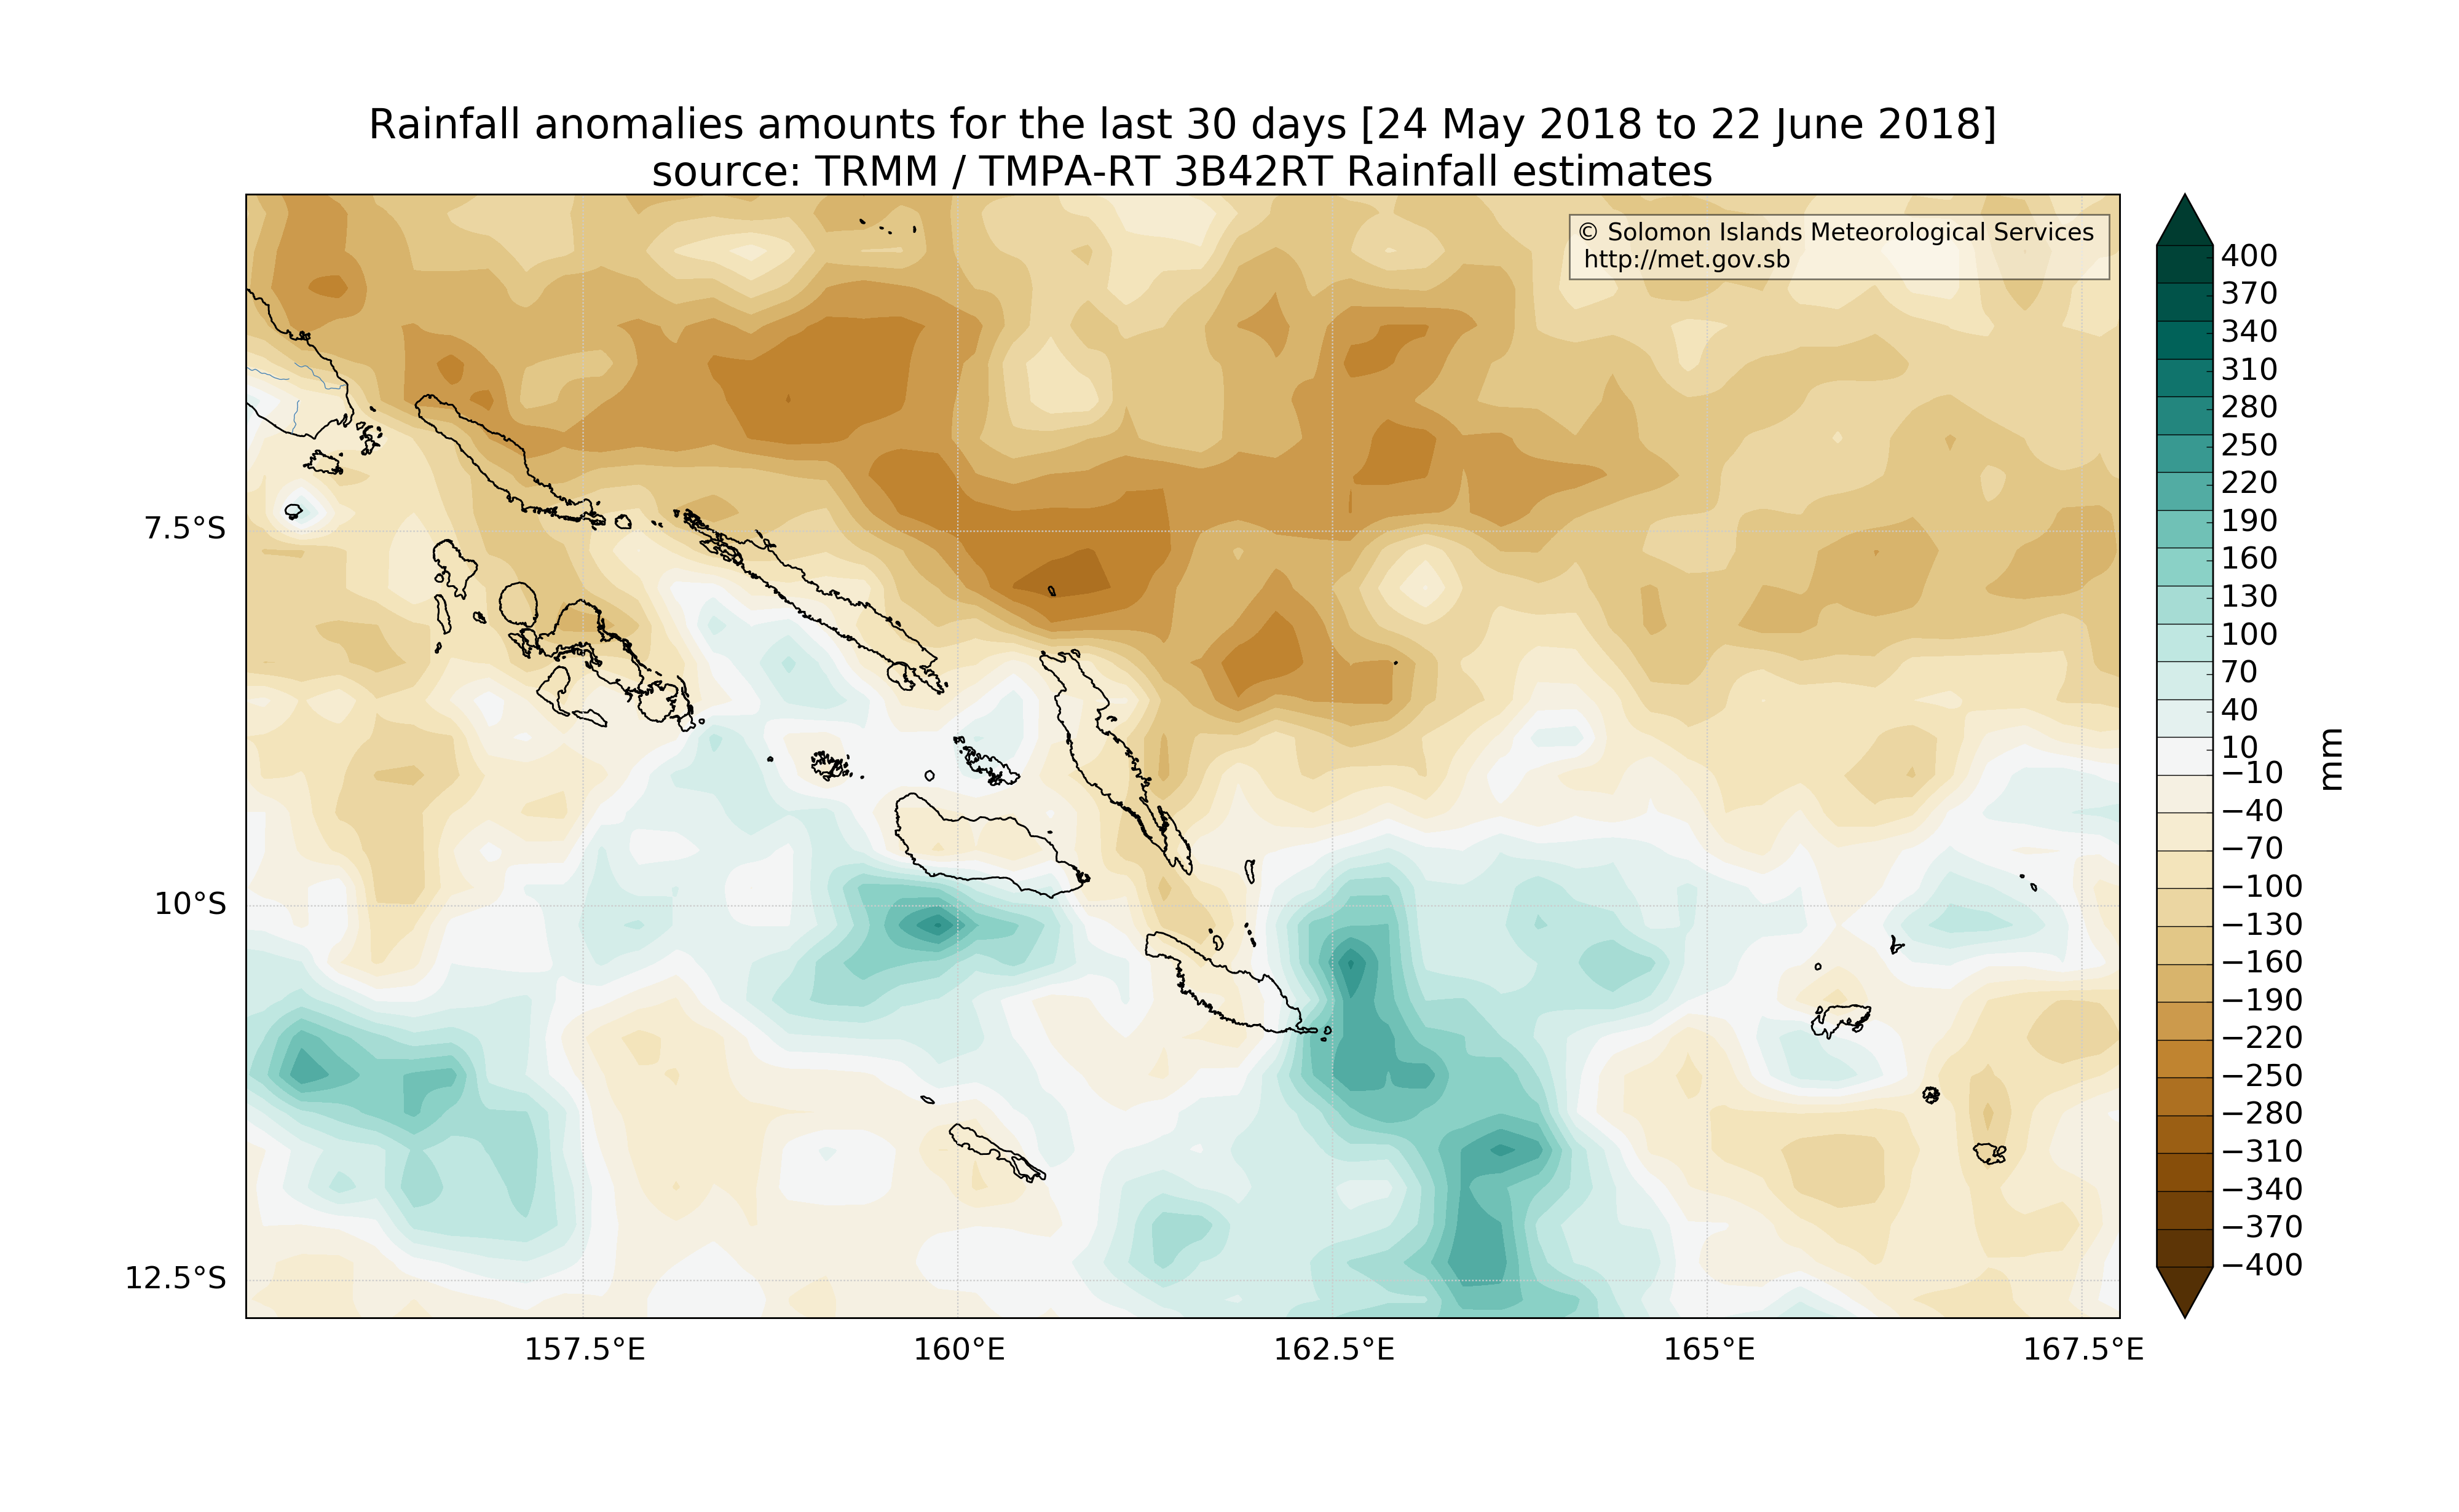 Rainfall anomalies amounts for the last 30 days [24 May 2018 to 22 June 2018]
source: TRMM / TMPA-RT 3B42RT Rainfall estimates
© Solomon Islands Meteorological Services
http://met.gov.sb
7.5°S
10°S
12.5°S
157.5°E
160°E
162.5°E
165°E
167.5°E
400
370
340
310
280
250
220
190
160
130
100
70
40
10
−10
−40
−70
−100
−130
−160
−190
−220
−250
−280
−310
−340
−370
−400
mm